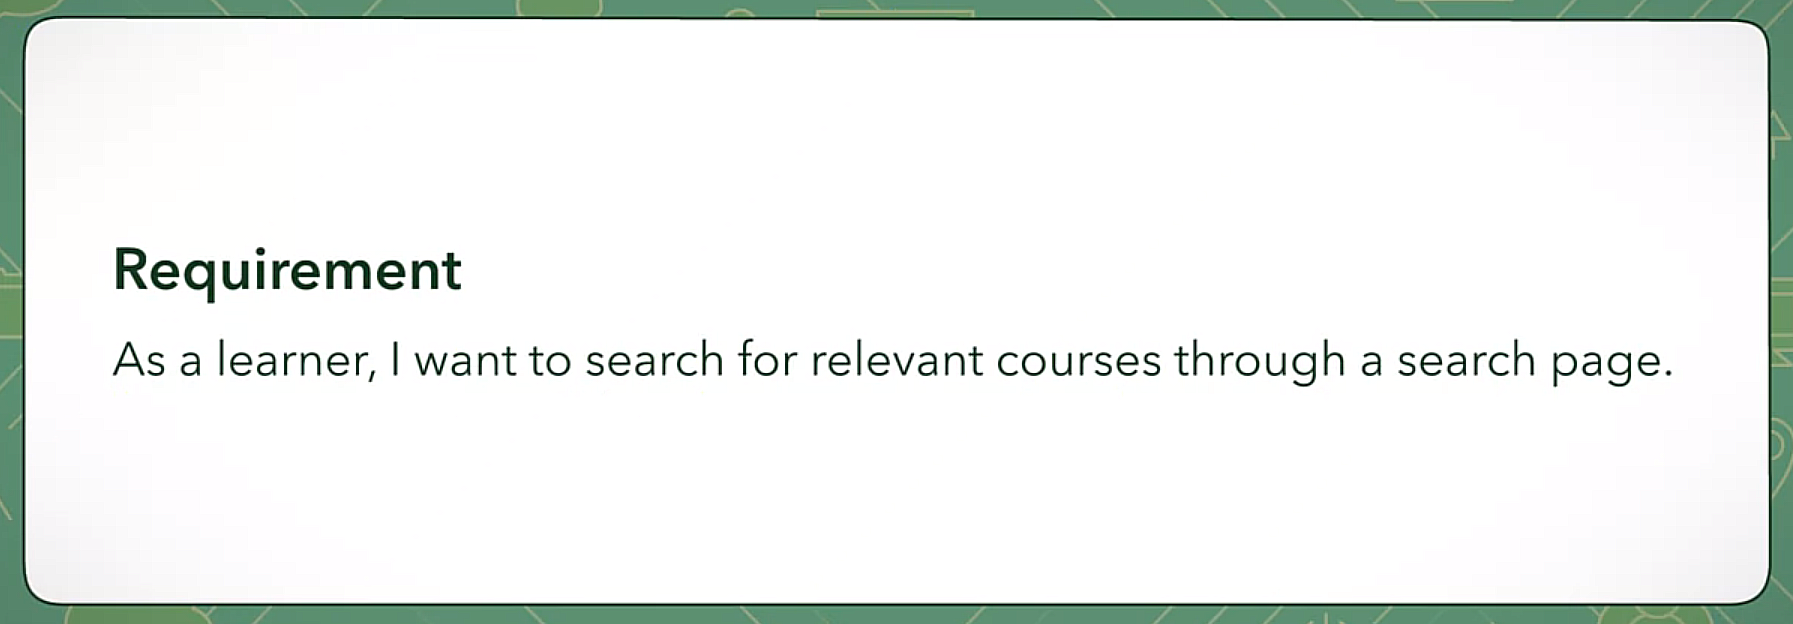 Requirement
As a learner, I want to search for relevant courses through a search page.